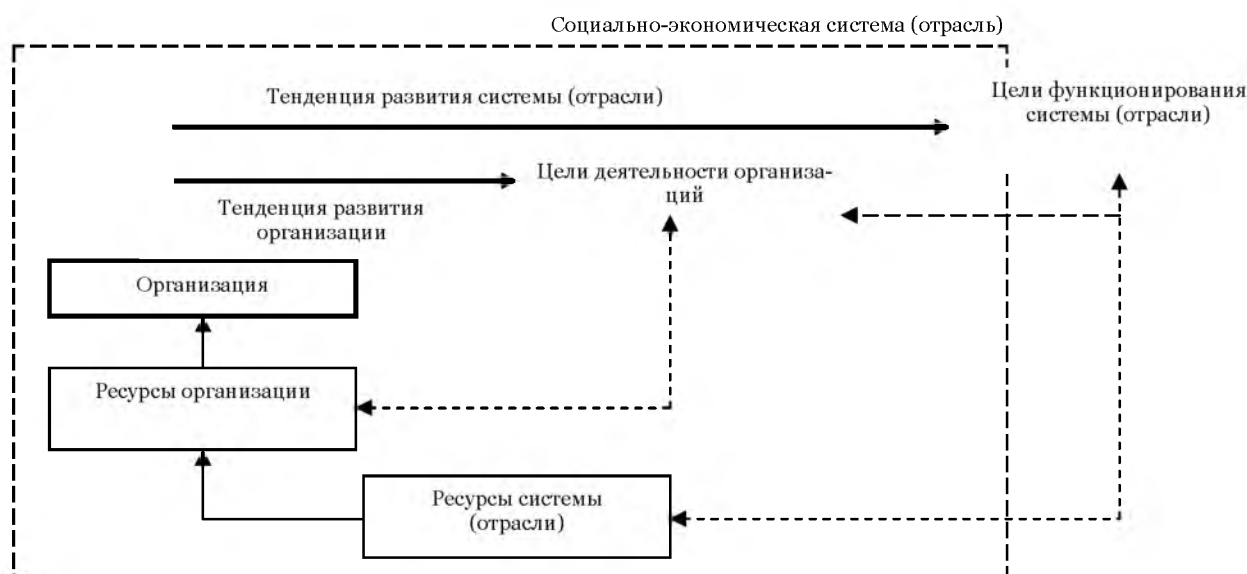 Социально-экономическая система (отрасль)
Тенденция развития системы (отрасли)
Цели функционирования
системы (отрасли)
Цели деятельности организа-
ций
Тенденция развития
организации
Организация
Ресурсы организации
Ресурсы системы
(отрасли)